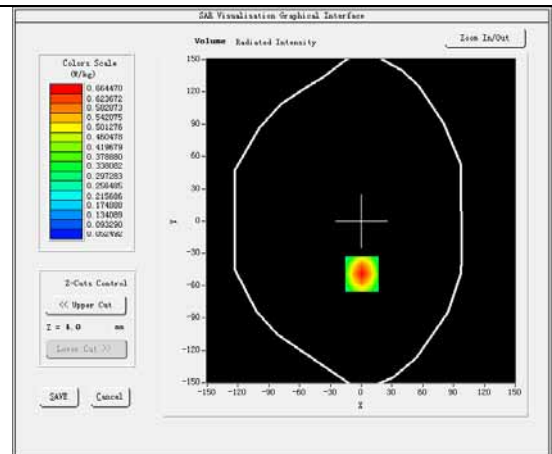 SAR Visualisation Graphical Interface
Volume Radiated Intensity
Zoom In/Out
Colors Scale
(W/kg)
0.664470
0.623672
0.582873
0.542075
0.501276
0.460478
0.419679
0.378880
0.338082
0.297283
0.256485
0.215686
0.174888
0.134089
0.093290
0.052492
Z-Cuts Control
<< Upper Cut
Z = 4.0 mm
Lower Cut >>
SAVE
Cancel
150
120
90
60
30
0
-30
-60
-90
-120
-150
Y
-150 -120 -90 -60 -30 0 30 60 90 120 150
X